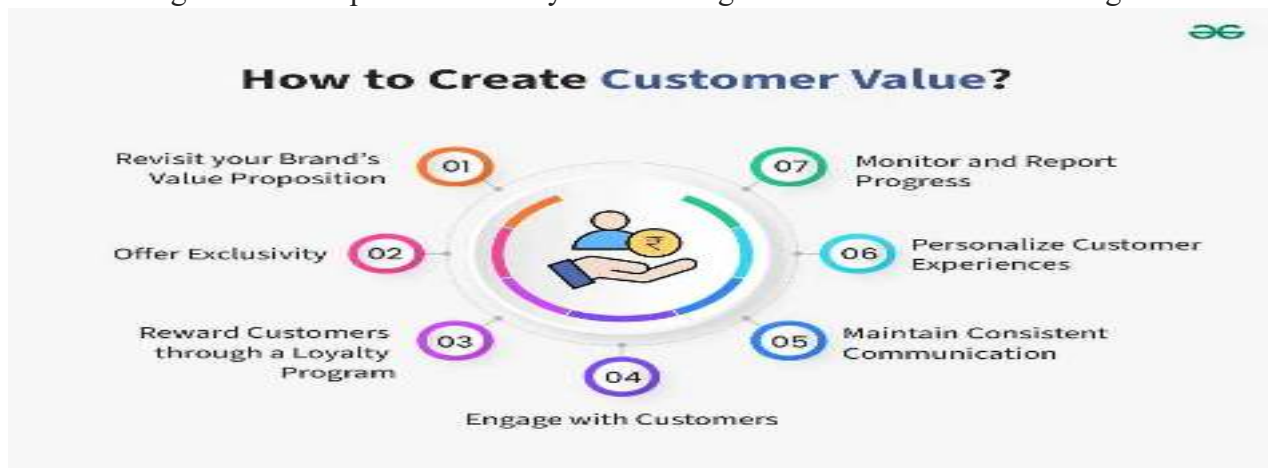 How to Create Customer Value?
01
Revisit your Brand's
Value Proposition
02
Offer Exclusivity
03
Reward Customers
through a Loyalty
Program
04
Engage with Customers
05
Maintain Consistent
Communication
06
Personalize Customer
Experiences
07
Monitor and Report
Progress
₹